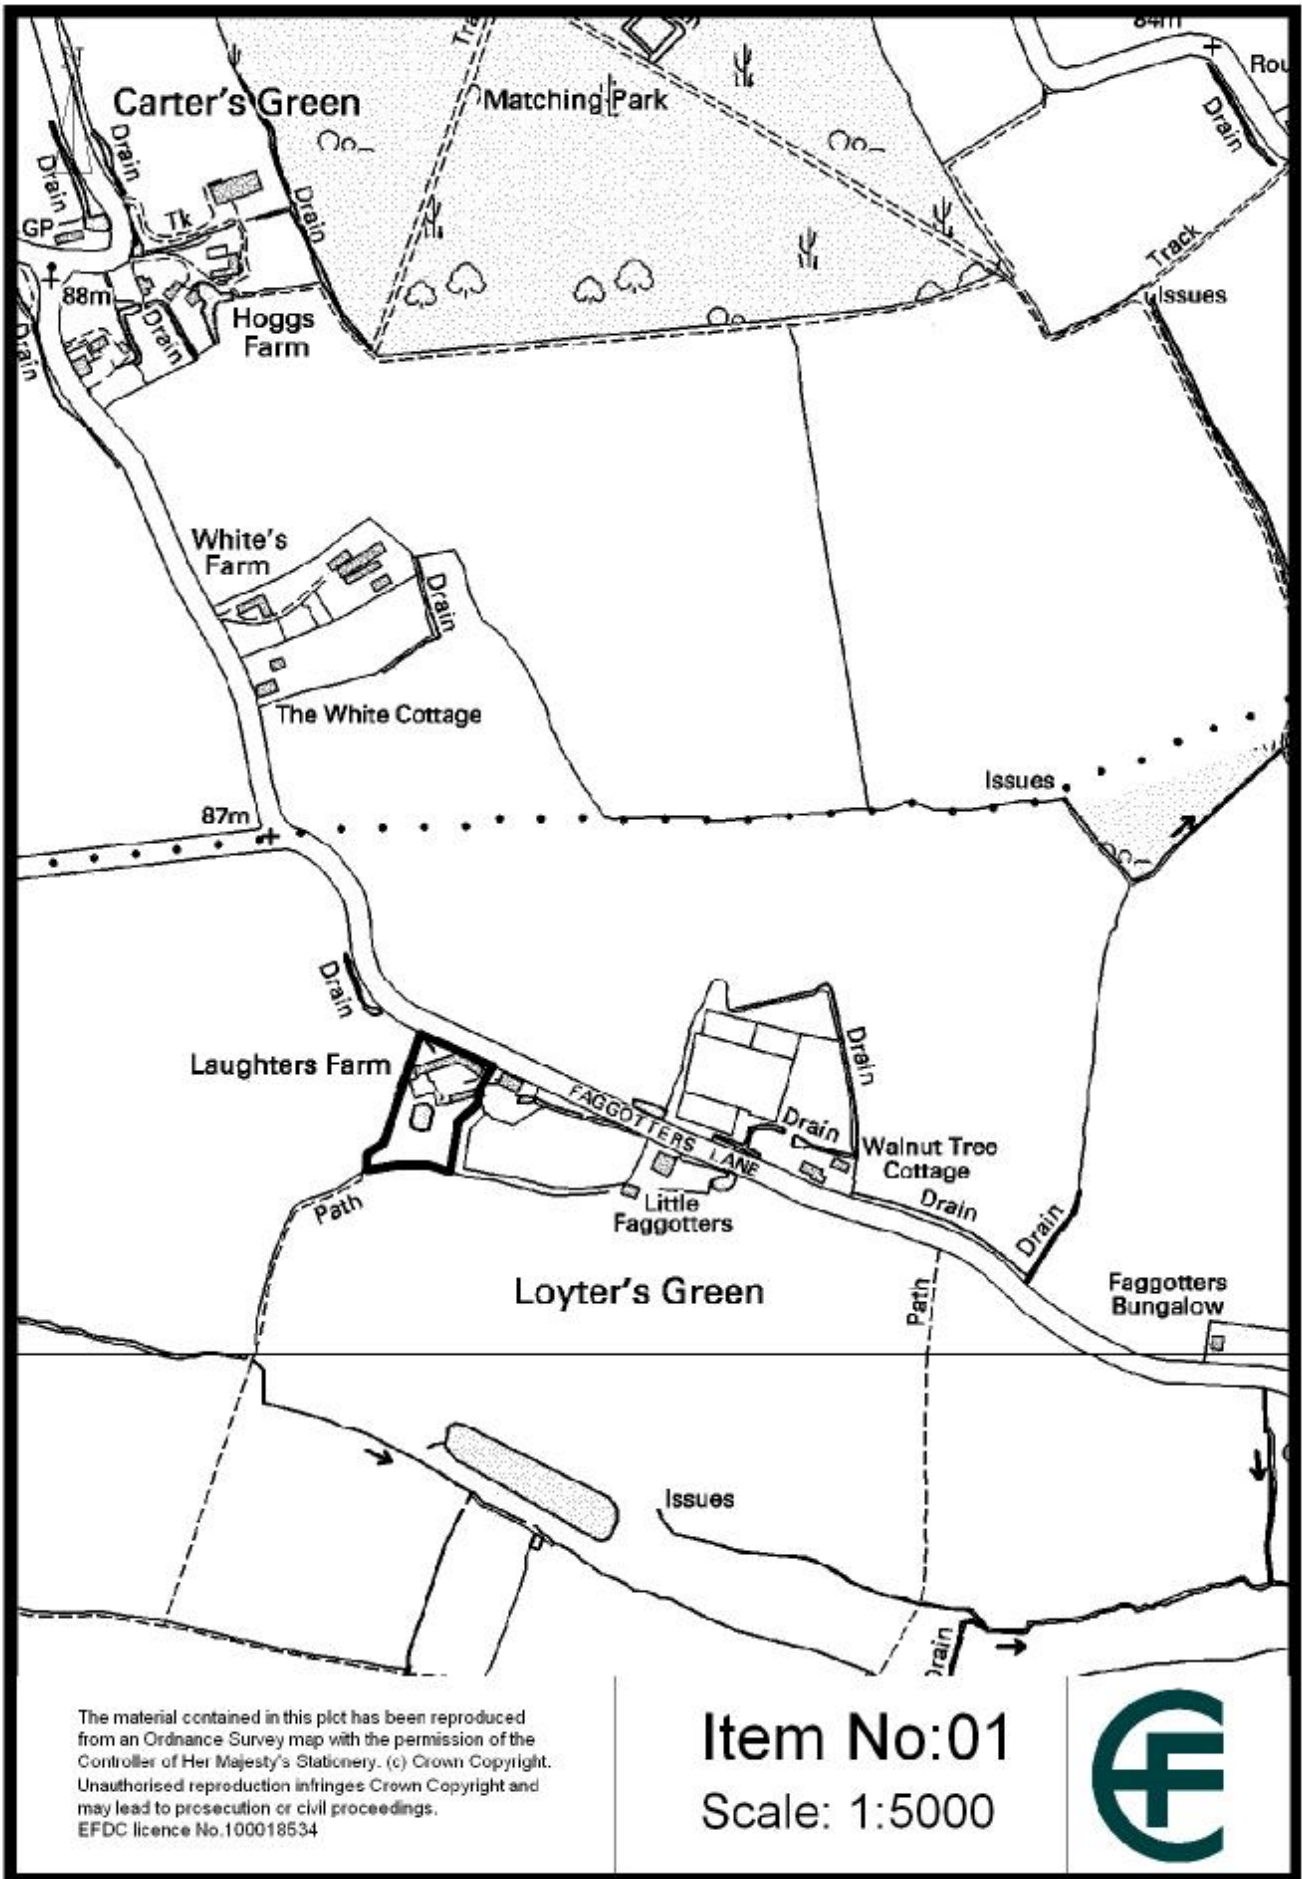 84m
Tra
Rou
Carter's Green
Matching Park
Drain
Drain
Drain
Drain
GP
Tk
88m
Track
Issues
Drain
Drain
Hoggs
Farm
White's
Farm
Drain
The White Cottage
Issues
87m
Drain
Laughters Farm
Drain
FAGGOTTERS LANE
Drain
Walnut Tree
Cottage
Path
Little
Faggotters
Drain
Drain
Loyter's Green
Path
Faggotters
Bungalow
Issues
Drain
The material contained in this plot has been reproduced
from an Ordnance Survey map with the permission of the
Controller of Her Majesty's Stationery. (c) Crown Copyright.
Unauthorised reproduction infringes Crown Copyright and
may lead to prosecution or civil proceedings.
EFDC licence No.100018534
Item No:01
Scale: 1:5000